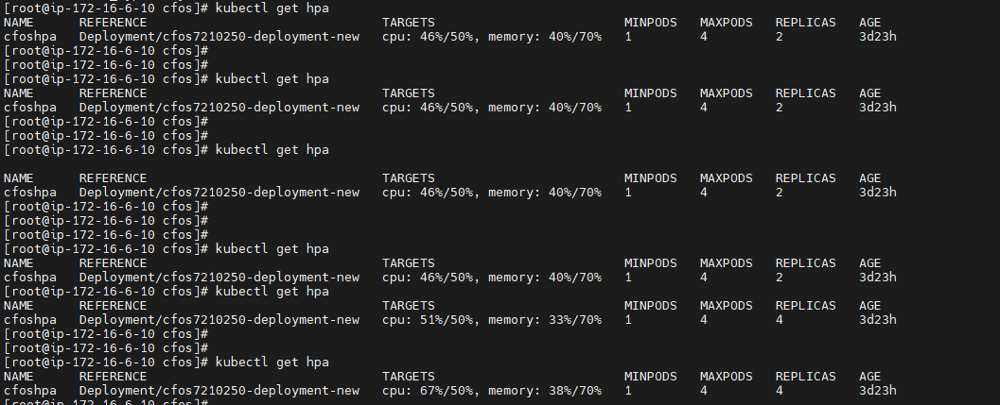 [root@ip-172-16-6-10 cfos]# kubectl get hpa
NAME      REFERENCE                               TARGETS                        MINPODS   MAXPODS   REPLICAS   AGE
cfoshpa   Deployment/cfos7210250-deployment-new   cpu: 46%/50%, memory: 40%/70%   1         4         2          3d23h
[root@ip-172-16-6-10 cfos]#
[root@ip-172-16-6-10 cfos]#
[root@ip-172-16-6-10 cfos]# kubectl get hpa
NAME      REFERENCE                               TARGETS                        MINPODS   MAXPODS   REPLICAS   AGE
cfoshpa   Deployment/cfos7210250-deployment-new   cpu: 46%/50%, memory: 40%/70%   1         4         2          3d23h
[root@ip-172-16-6-10 cfos]#
[root@ip-172-16-6-10 cfos]#
[root@ip-172-16-6-10 cfos]# kubectl get hpa
NAME      REFERENCE                               TARGETS                        MINPODS   MAXPODS   REPLICAS   AGE
cfoshpa   Deployment/cfos7210250-deployment-new   cpu: 46%/50%, memory: 40%/70%   1         4         2          3d23h
[root@ip-172-16-6-10 cfos]#
[root@ip-172-16-6-10 cfos]#
[root@ip-172-16-6-10 cfos]#
[root@ip-172-16-6-10 cfos]# kubectl get hpa
NAME      REFERENCE                               TARGETS                        MINPODS   MAXPODS   REPLICAS   AGE
cfoshpa   Deployment/cfos7210250-deployment-new   cpu: 46%/50%, memory: 40%/70%   1         4         2          3d23h
[root@ip-172-16-6-10 cfos]# kubectl get hpa
NAME      REFERENCE                               TARGETS                        MINPODS   MAXPODS   REPLICAS   AGE
cfoshpa   Deployment/cfos7210250-deployment-new   cpu: 51%/50%, memory: 33%/70%   1         4         4          3d23h
[root@ip-172-16-6-10 cfos]#
[root@ip-172-16-6-10 cfos]#
[root@ip-172-16-6-10 cfos]# kubectl get hpa
NAME      REFERENCE                               TARGETS                        MINPODS   MAXPODS   REPLICAS   AGE
cfoshpa   Deployment/cfos7210250-deployment-new   cpu: 67%/50%, memory: 38%/70%   1         4         4          3d23h
[root@ip-172-16-6-10 cfos]#